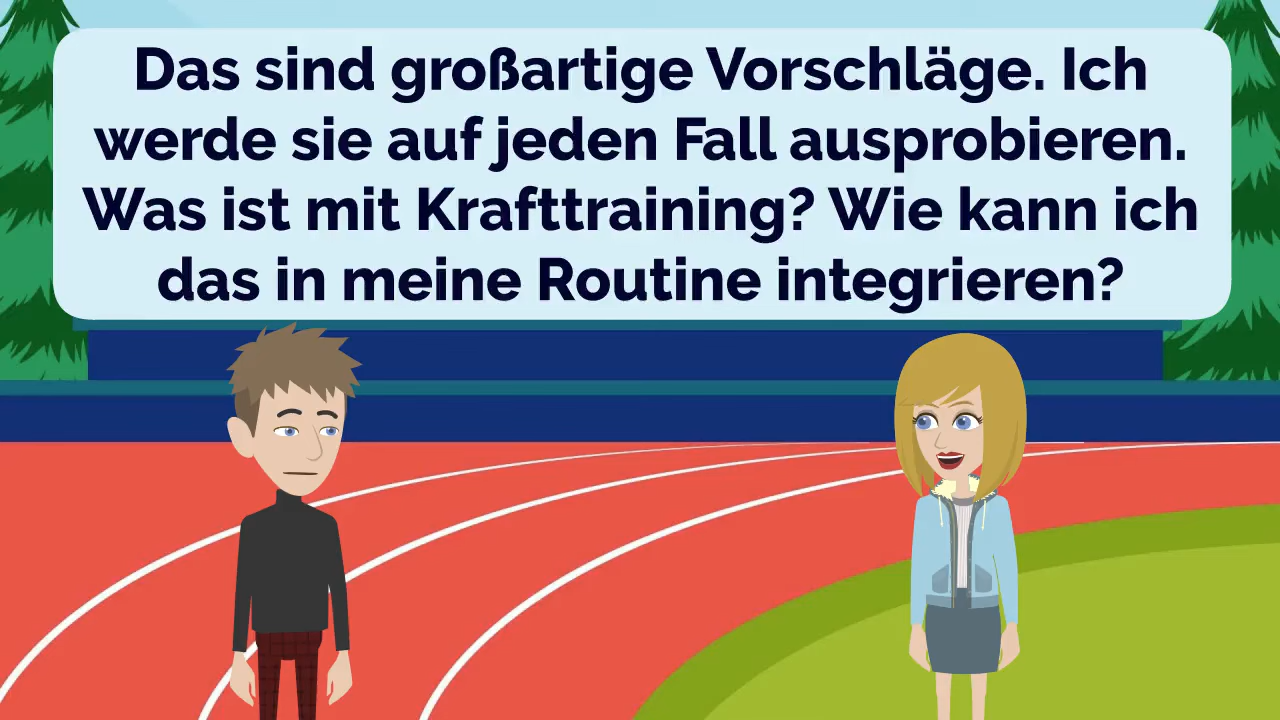 Das sind großartige Vorschläge. Ich
werde sie auf jeden Fall ausprobieren.
Was ist mit Krafttraining? Wie kann ich
das in meine Routine integrieren?